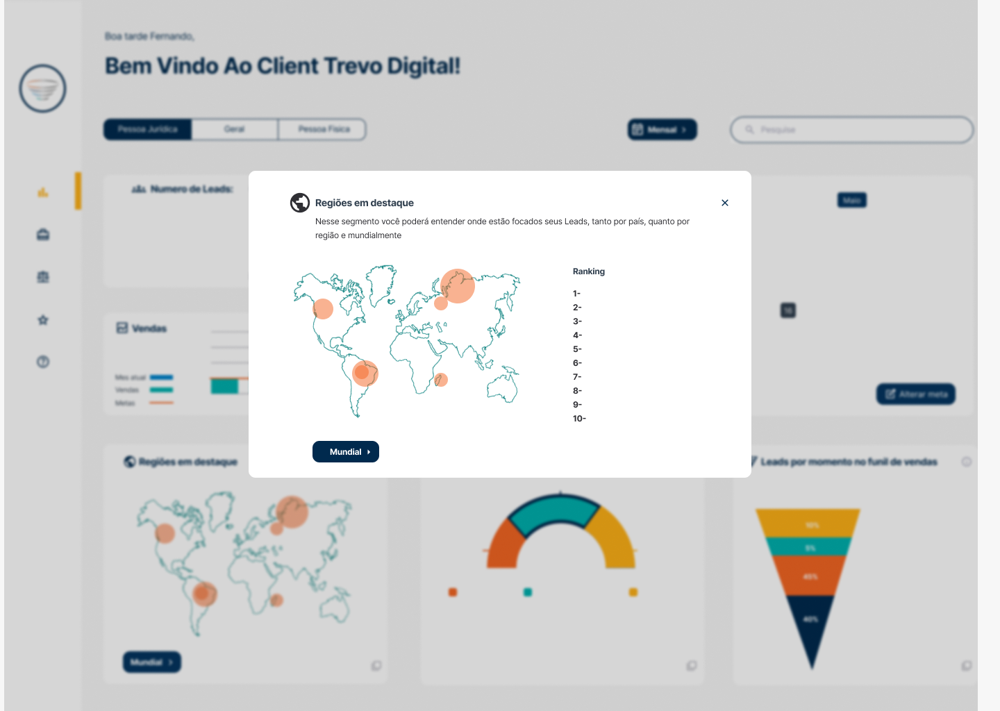 Boa tarde Fernando,
Bem Vindo Ao Client Trevo Digital!
Pessoa Jurídica
Geral
Pessoa Física
Mensal
Pesquise
Numero de Leads:
Maio
Regiões em destaque
Nesse segmento você poderá entender onde estão focados seus Leads, tanto por país, quanto por
região e mundialmente
Ranking
1-
2-
3-
4-
5-
6-
7-
8-
9-
10-
Mundial
Vendas
Mes atual
Vendas
Metas
Alterar meta
Regiões em destaque
Mundial
Leads por momento no funil de vendas
10%
5%
45%
40%